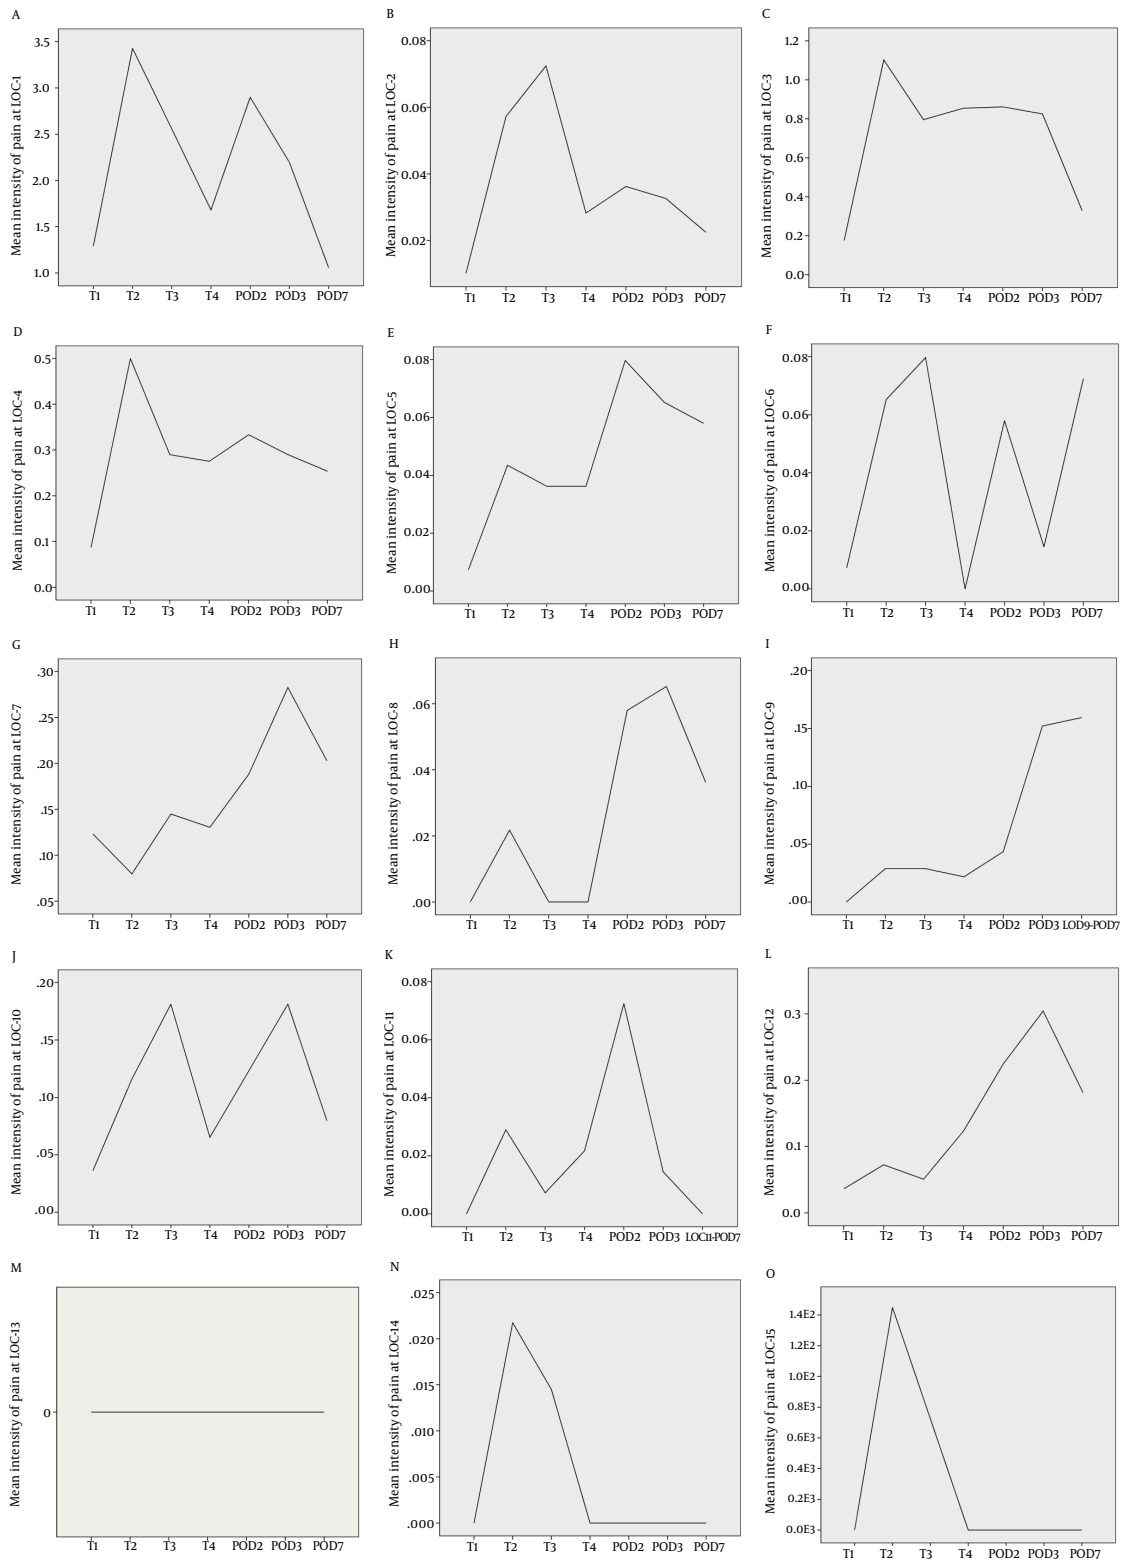 A
Mean intensity of pain at LOC-1
3.5
3.0
2.5
2.0
1.5
1.0
T1 T2 T3 T4 POD2 POD3 POD7
B
Mean intensity of pain at LOC-2
0.08
0.06
0.04
0.02
T1 T2 T3 T4 POD2 POD3 POD7
C
Mean intensity of pain at LOC-3
1.2
1.0
0.8
0.6
0.4
0.2
0.0
T1 T2 T3 T4 POD2 POD3 POD7
D
Mean intensity of pain at LOC-4
0.5
0.4
0.3
0.2
0.1
0.0
T1 T2 T3 T4 POD2 POD3 POD7
E
Mean intensity of pain at LOC-5
0.08
0.06
0.04
0.02
0.00
T1 T2 T3 T4 POD2 POD3 POD7
F
Mean intensity of pain at LOC-6
0.08
0.06
0.04
0.02
0.00
T1 T2 T3 T4 POD2 POD3 POD7
G
Mean intensity of pain at LOC-7
.30
.25
.20
.15
.10
.05
T1 T2 T3 T4 POD2 POD3 POD7
H
Mean intensity of pain at LOC-8
.06
.04
.02
.00
T1 T2 T3 T4 POD2 POD3 POD7
I
Mean intensity of pain at LOC-9
.20
.15
.10
.05
.00
T1 T2 T3 T4 POD2 POD3 LOD9-POD7
J
Mean intensity of pain at LOC-10
.20
.15
.10
.05
.00
T1 T2 T3 T4 POD2 POD3 POD7
K
Mean intensity of pain at LOC-11
0.08
0.06
0.04
0.02
0.00
T1 T2 T3 T4 POD2 POD3 LOC11-POD7
L
Mean intensity of pain at LOC-12
0.3
0.2
0.1
0.0
T1 T2 T3 T4 POD2 POD3 POD7
M
Mean intensity of pain at LOC-13
0
T1 T2 T3 T4 POD2 POD3 POD7
N
Mean intensity of pain at LOC-14
.025
.020
.015
.010
.005
.000
T1 T2 T3 T4 POD2 POD3 POD7
O
Mean intensity of pain at LOC-15
1.4E2
1.2E2
1.0E2
0.8E3
0.6E3
0.4E3
0.2E3
0.0E3
T1 T2 T3 T4 POD2 POD3 POD7